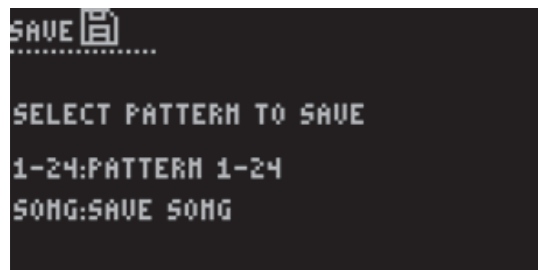 SAVE
SELECT PATTERN TO SAVE
1-24:PATTERN 1-24
SONG:SAVE SONG